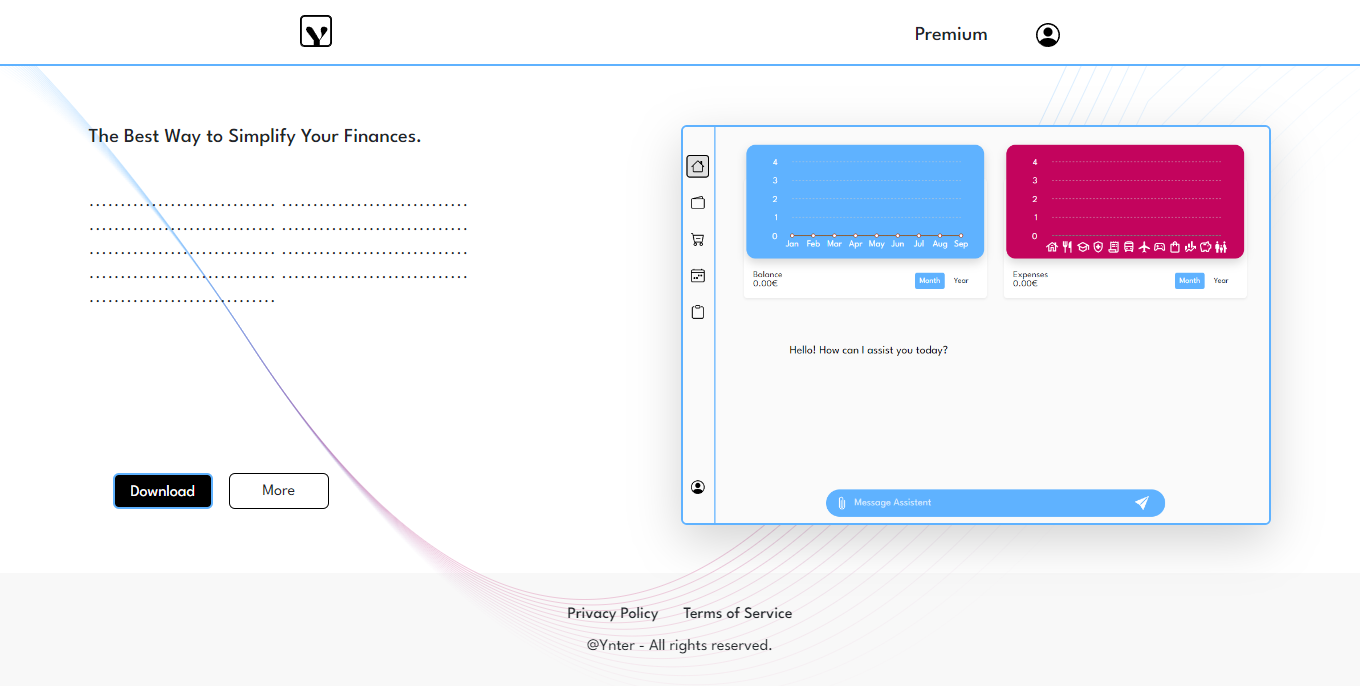 Premium
The Best Way to Simplify Your Finances.
.............................. ..............................
.............................. ..............................
.............................. ..............................
.............................. ..............................
..............................
Download
More
4
3
2
1
0
Jan Feb Mar Apr May Jun Jul Aug Sep
Balance
0.00€
Month Year
4
3
2
1
0
Expenses
0.00€
Month Year
Hello! How can I assist you today?
Message Assistent
Privacy Policy Terms of Service
@Ynter - All rights reserved.